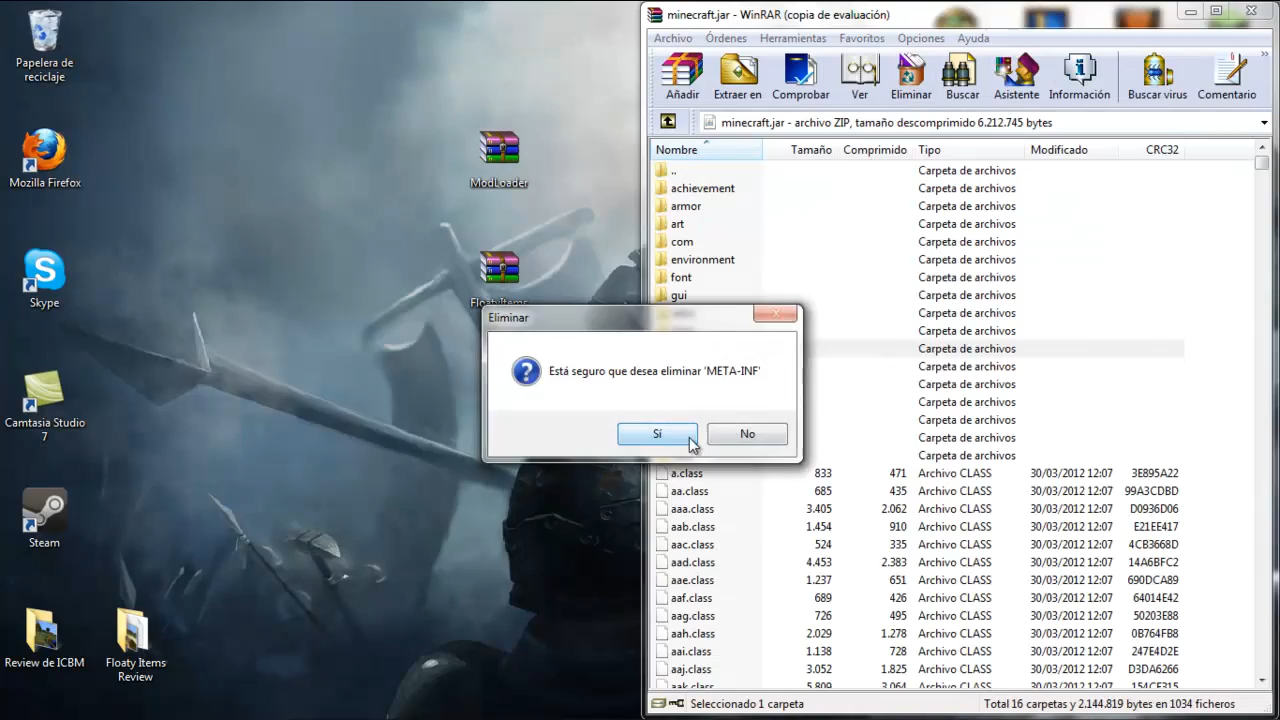 Papelera de
reciclaje
Mozilla Firefox
Skype
Camtasia Studio
7
Steam
Review de ICBM
Floaty Items
Review
ModLoader
FloatyItems
minecraft.jar - WinRAR (copia de evaluación)
Archivo Órdenes Herramientas Favoritos Opciones Ayuda
Añadir Extraer en Comprobar Ver Eliminar Buscar Asistente Información Buscar virus Comentario
minecraft.jar - archivo ZIP, tamaño descomprimido 6.212.745 bytes
Nombre Tamaño Comprimido Tipo Modificado CRC32
.. Carpeta de archivos
achievement Carpeta de archivos
armor Carpeta de archivos
art Carpeta de archivos
com Carpeta de archivos
environment Carpeta de archivos
font Carpeta de archivos
gui Carpeta de archivos
Carpeta de archivos
Carpeta de archivos
Carpeta de archivos
Carpeta de archivos
Carpeta de archivos
Carpeta de archivos
Carpeta de archivos
Carpeta de archivos
Carpeta de archivos
Eliminar
Está seguro que desea eliminar 'META-INF'
Sí No
a.class 833 471 Archivo CLASS 30/03/2012 12:07 3E895A22
aa.class 685 435 Archivo CLASS 30/03/2012 12:07 99A3CDBD
aaa.class 3.405 2.062 Archivo CLASS 30/03/2012 12:07 D0936D06
aab.class 1.454 910 Archivo CLASS 30/03/2012 12:07 E21EE417
aac.class 524 335 Archivo CLASS 30/03/2012 12:07 4CB3668D
aad.class 4.453 2.383 Archivo CLASS 30/03/2012 12:07 14A6BFC2
aae.class 1.237 651 Archivo CLASS 30/03/2012 12:07 690DCA89
aaf.class 689 426 Archivo CLASS 30/03/2012 12:07 64014E42
aag.class 726 495 Archivo CLASS 30/03/2012 12:07 50203E88
aah.class 2.029 1.278 Archivo CLASS 30/03/2012 12:07 0B764FB8
aai.class 1.138 728 Archivo CLASS 30/03/2012 12:07 247E4D2E
aaj.class 3.052 1.825 Archivo CLASS 30/03/2012 12:07 D3DA6266
aak.class 5.809 3.064 Archivo CLASS 30/03/2012 12:07 154CEE3D
Seleccionado 1 carpeta Total 16 carpetas y 2.144.819 bytes en 1034 ficheros